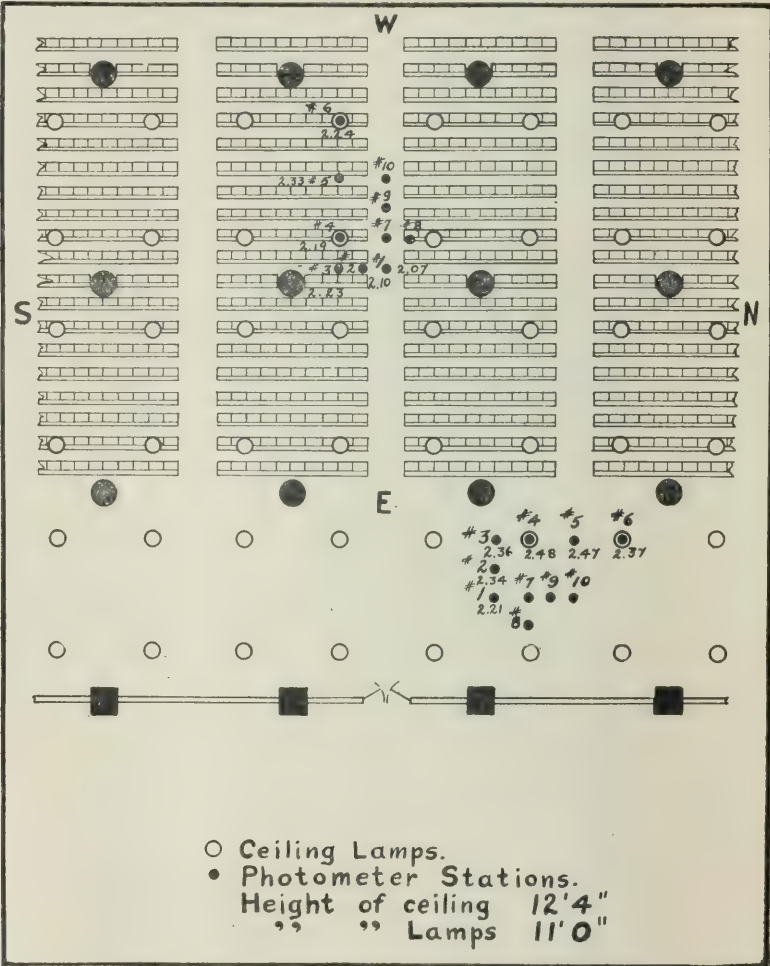 W
#6
2.24
#10
2.33 #5
#9
#4 #7 #8
2.19
#3 2 #1 2.07
2.23 2.10
S N
E
#3 #4 #5 #6
2.36 2.48 2.47 2.37
#2
2.34 #7 #9 #10
#1
2.21 #8
○ Ceiling Lamps.
● Photometer Stations.
Height of ceiling 12'4"
,, ,, Lamps 11'0"